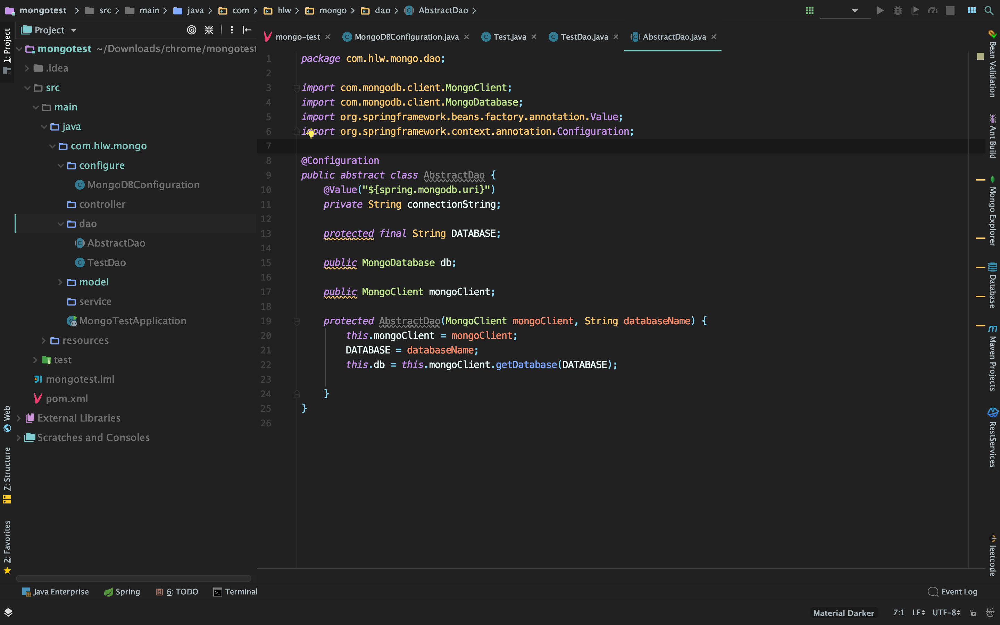 mongotest > src > main > java > com > hlw > mongo > dao > AbstractDao >
Project
mongo-test × MongoDBConfiguration.java × Test.java × TestDao.java × AbstractDao.java ×
1: Project
Web
7: Structure
2: Favorites
mongotest ~/Downloads/chrome/mongotest
.idea
src
main
java
com.hlw.mongo
configure
MongoDBConfiguration
controller
dao
AbstractDao
TestDao
model
service
MongoTestApplication
resources
test
mongotest.iml
pom.xml
External Libraries
Scratches and Consoles
1 package com.hlw.mongo.dao;
2
3 import com.mongodb.client.MongoClient;
4 import com.mongodb.client.MongoDatabase;
5 import org.springframework.beans.factory.annotation.Value;
6 import org.springframework.context.annotation.Configuration;
7
8 @Configuration
9 public abstract class AbstractDao {
10 @Value("${spring.mongodb.uri}")
11 private String connectionString;
12
13 protected final String DATABASE;
14
15 public MongoDatabase db;
16
17 public MongoClient mongoClient;
18
19 protected AbstractDao(MongoClient mongoClient, String databaseName) {
20 this.mongoClient = mongoClient;
21 DATABASE = databaseName;
22 this.db = this.mongoClient.getDatabase(DATABASE);
23
24 }
25 }
26
Bean Validation
Ant Build
Mongo Explorer
Database
m Maven Projects
RestServices
leetcode
Java Enterprise Spring 6: TODO Terminal Event Log
Material Darker 7:1 LF UTF-8